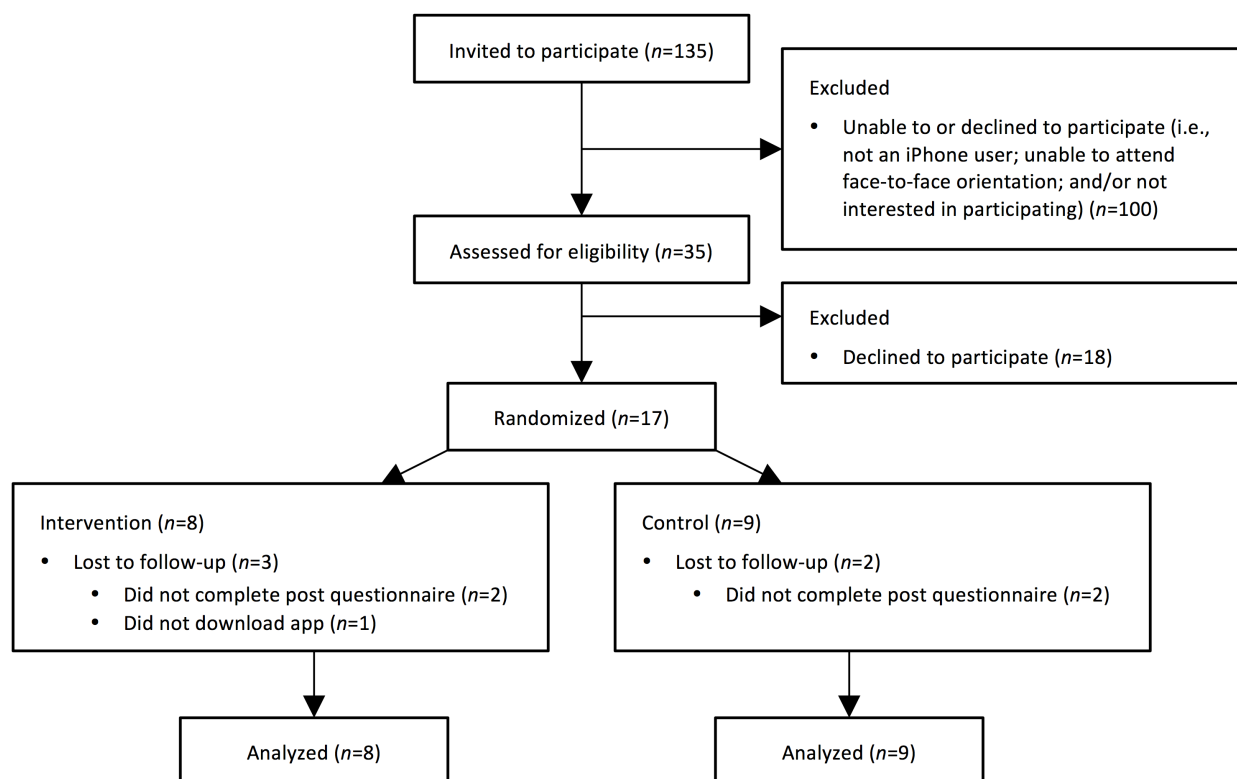 Invited to participate (n=135)
Excluded
• Unable to or declined to participate (i.e.,
not an iPhone user; unable to attend
face-to-face orientation; and/or not
interested in participating) (n=100)
Assessed for eligibility (n=35)
Excluded
• Declined to participate (n=18)
Randomized (n=17)
Intervention (n=8)
• Lost to follow-up (n=3)
• Did not complete post questionnaire (n=2)
• Did not download app (n=1)
Control (n=9)
• Lost to follow-up (n=2)
• Did not complete post questionnaire (n=2)
Analyzed (n=8)
Analyzed (n=9)